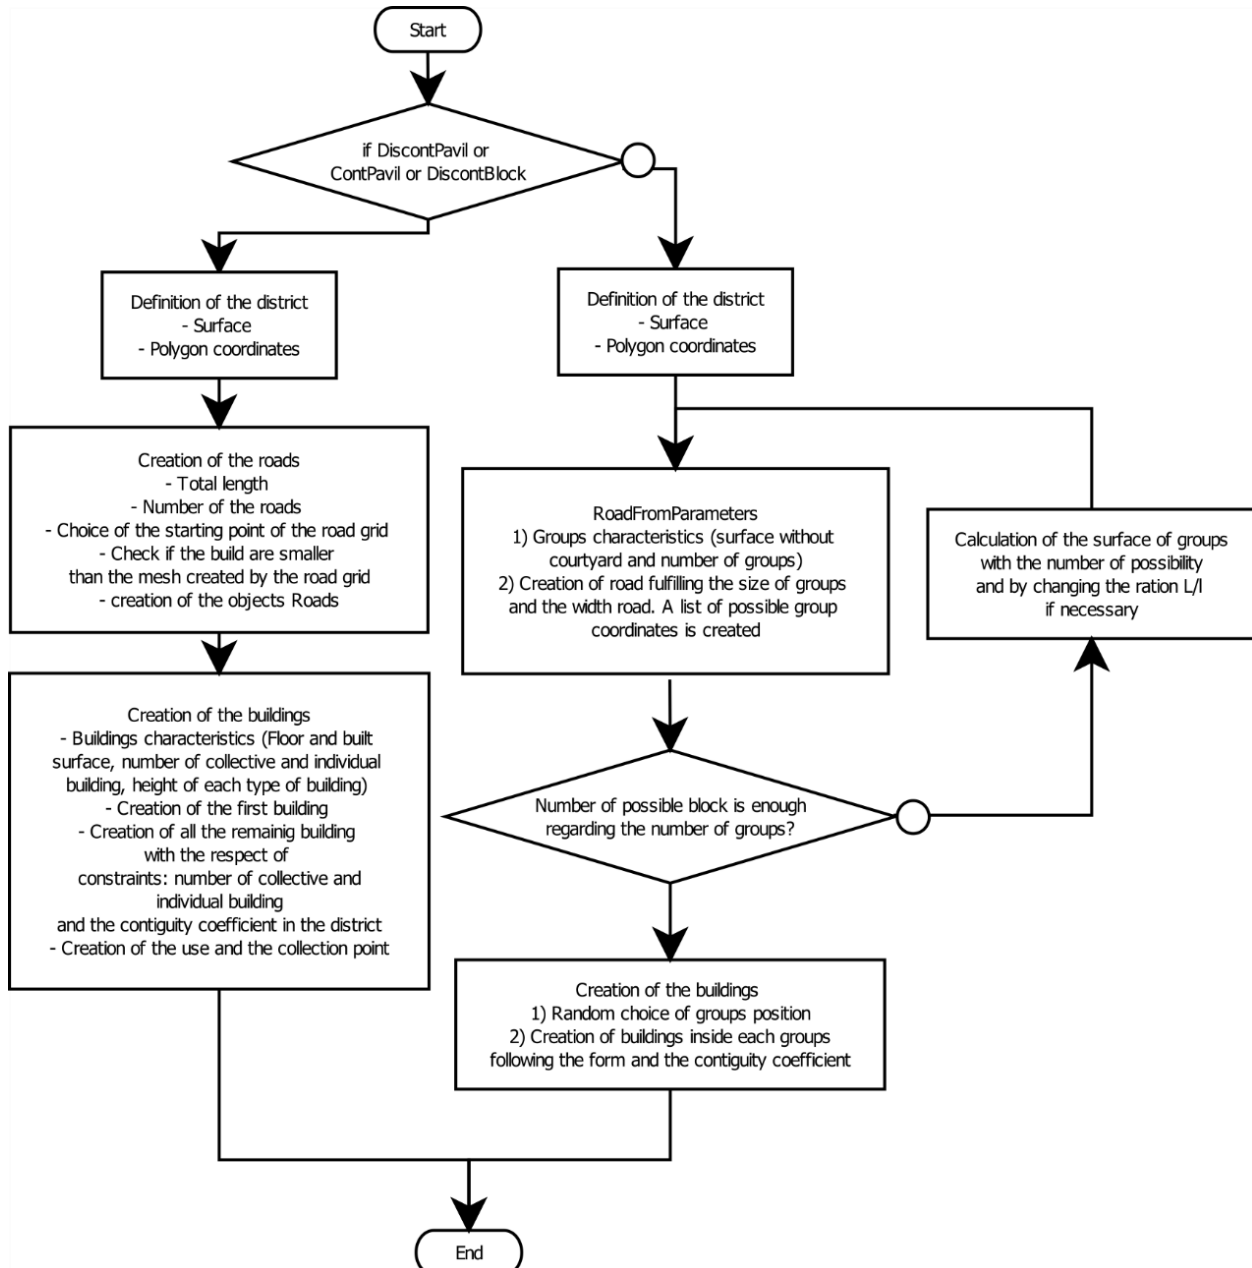 Start
if DiscontPavil or
ContPavil or DiscontBlock
Definition of the district
- Surface
- Polygon coordinates
Definition of the district
- Surface
- Polygon coordinates
Creation of the roads
- Total length
- Number of the roads
- Choice of the starting point of the road grid
- Check if the build are smaller
than the mesh created by the road grid
- creation of the objects Roads
RoadFromParameters
1) Groups characteristics (surface without
courtyard and number of groups)
2) Creation of road fulfilling the size of groups
and the width road. A list of possible group
coordinates is created
Calculation of the surface of groups
with the number of possibility
and by changing the ration L/l
if necessary
Creation of the buildings
- Buildings characteristics (Floor and built
surface, number of collective and individual
building, height of each type of building)
- Creation of the first building
- Creation of all the remainig building
with the respect of
constraints: number of collective and
individual building
and the contiguity coefficient in the district
- Creation of the use and the collection point
Number of possible block is enough
regarding the number of groups?
Creation of the buildings
1) Random choice of groups position
2) Creation of buildings inside each groups
following the form and the contiguity coefficient
End